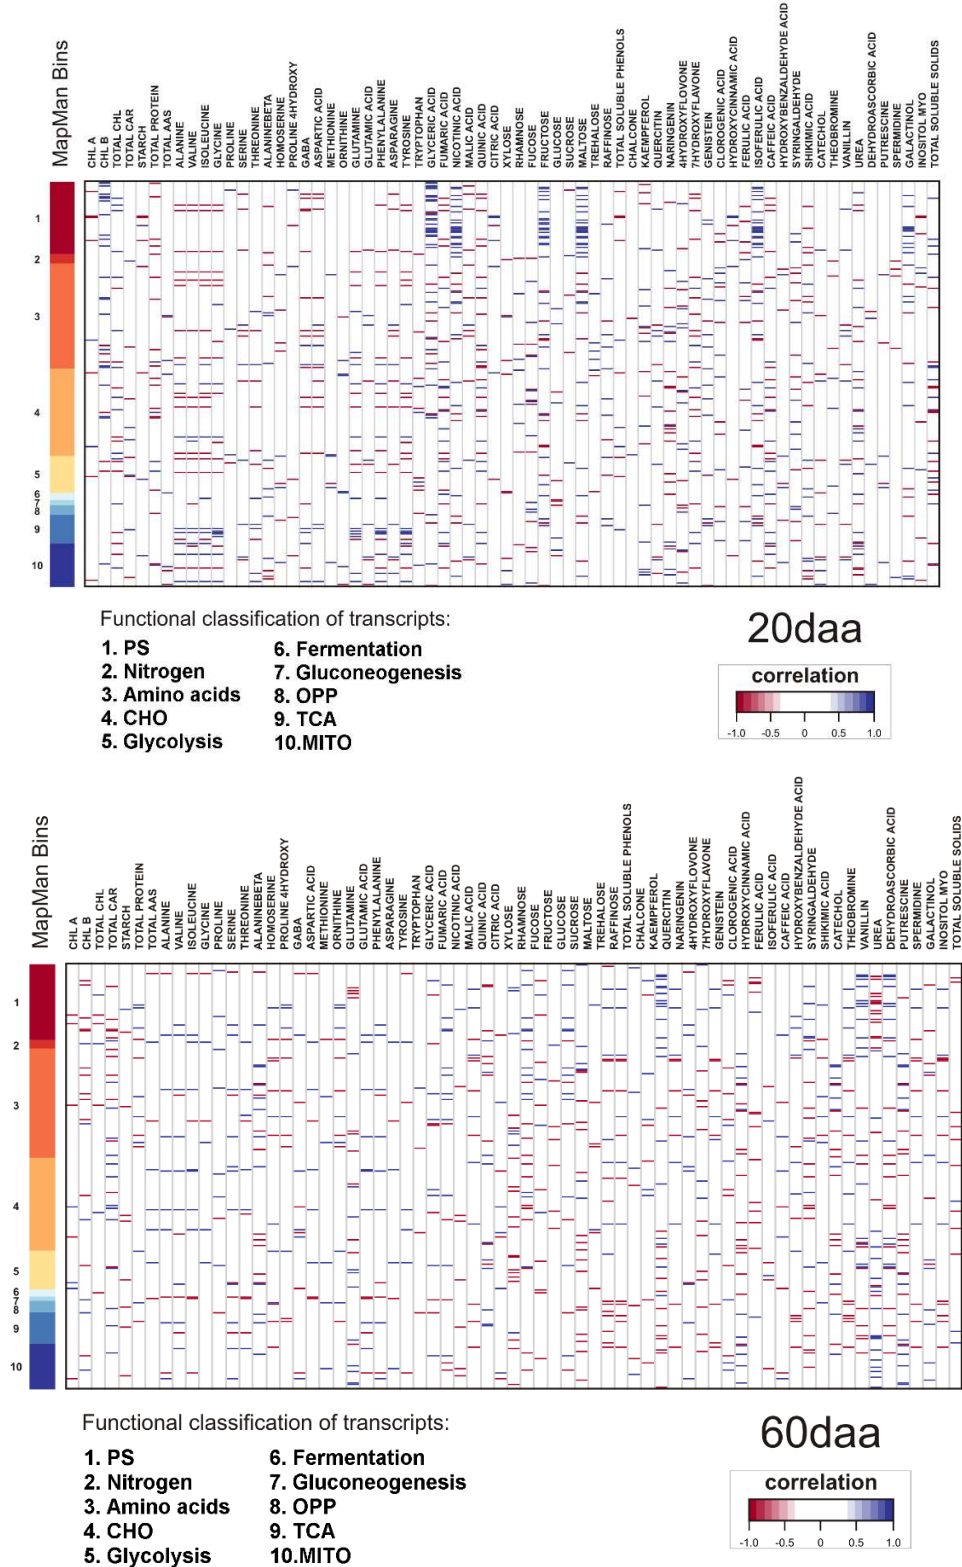 MapMan Bins
CHL A
CHL B
TOTAL CHL
TOTAL CAR
STARCH
TOTAL PROTEIN
TOTAL AAS
ALANINE
VALINE
ISOLEUCINE
GLYCINE
PROLINE
SERINE
THREONINE
ALANINEBETA
HOMOSERINE
PROLINE 4HYDROXY
GABA
ASPARTIC ACID
METHIONINE
ORNITHINE
GLUTAMINE
GLUTAMIC ACID
PHENYLALANINE
ASPARAGINE
TYROSINE
TRYPTOPHAN
GLYCERIC ACID
FUMARIC ACID
NICOTINIC ACID
MALIC ACID
QUINIC ACID
CITRIC ACID
XYLOSE
RHAMNOSE
FUCOSE
FRUCTOSE
GLUCOSE
SUCROSE
MALTOSE
TREHALOSE
RAFFINOSE
TOTAL SOLUBLE PHENOLS
CHALCONE
KAEMPFEROL
QUERCITIN
NARINGENIN
4HYDROXYFLOVONE
7HYDROXYFLAVONE
GENISTEIN
CLOROGENIC ACID
HYDROXYCINNAMIC ACID
FERULIC ACID
ISOFERULIC ACID
CAFFEIC ACID
HYDROXYBENZALDEHYDE ACID
SYRINGALDEHYDE
SHIKIMIC ACID
CATECHOL
THEOBROMINE
VANILLIN
UREA
DEHYDROASCORBIC ACID
PUTRESCINE
SPERMIDINE
GALACTINOL
INOSITOL MYO
TOTAL SOLUBLE SOLIDS
1
2
3
4
5
6
7
8
9
10
Functional classification of transcripts:
1. PS
2. Nitrogen
3. Amino acids
4. CHO
5. Glycolysis
6. Fermentation
7. Gluconeogenesis
8. OPP
9. TCA
10.MITO
20daa
correlation
-1.0 -0.5 0 0.5 1.0
MapMan Bins
CHL A
CHL B
TOTAL CHL
TOTAL CAR
STARCH
TOTAL PROTEIN
TOTAL AAS
ALANINE
VALINE
ISOLEUCINE
GLYCINE
PROLINE
SERINE
THREONINE
ALANINEBETA
HOMOSERINE
PROLINE 4HYDROXY
GABA
ASPARTIC ACID
METHIONINE
ORNITHINE
GLUTAMINE
GLUTAMIC ACID
PHENYLALANINE
ASPARAGINE
TYROSINE
TRYPTOPHAN
GLYCERIC ACID
FUMARIC ACID
NICOTINIC ACID
MALIC ACID
QUINIC ACID
CITRIC ACID
XYLOSE
RHAMNOSE
FUCOSE
FRUCTOSE
GLUCOSE
SUCROSE
MALTOSE
TREHALOSE
RAFFINOSE
TOTAL SOLUBLE PHENOLS
CHALCONE
KAEMPFEROL
QUERCITIN
NARINGENIN
4HYDROXYFLOVONE
7HYDROXYFLAVONE
GENISTEIN
CLOROGENIC ACID
HYDROXYCINNAMIC ACID
FERULIC ACID
ISOFERULIC ACID
CAFFEIC ACID
HYDROXYBENZALDEHYDE ACID
SYRINGALDEHYDE
SHIKIMIC ACID
CATECHOL
THEOBROMINE
VANILLIN
UREA
DEHYDROASCORBIC ACID
PUTRESCINE
SPERMIDINE
GALACTINOL
INOSITOL MYO
TOTAL SOLUBLE SOLIDS
1
2
3
4
5
6
7
8
9
10
Functional classification of transcripts:
1. PS
2. Nitrogen
3. Amino acids
4. CHO
5. Glycolysis
6. Fermentation
7. Gluconeogenesis
8. OPP
9. TCA
10.MITO
60daa
correlation
-1.0 -0.5 0 0.5 1.0